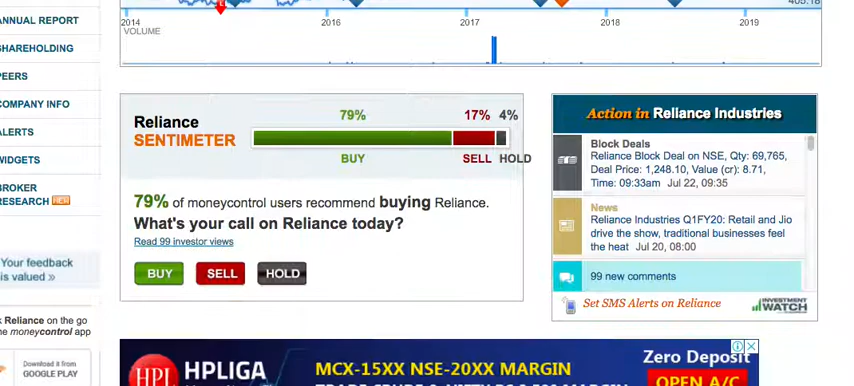 ANNUAL REPORT
SHAREHOLDING
PEERS
COMPANY INFO
ALERTS
WIDGETS
BROKER
RESEARCH NEW
Your feedback
is valued »
Reliance on the go
moneycontrol app
Download it from
GOOGLE PLAY
405.18
2014 2016 2017 2018 2019
VOLUME
Reliance
SENTIMETER
79% 17% 4%
BUY SELL HOLD
79% of moneycontrol users recommend buying Reliance.
What's your call on Reliance today?
Read 99 investor views
BUY SELL HOLD
Action in Reliance Industries
Block Deals
Reliance Block Deal on NSE, Qty: 69,765,
Deal Price: 1,248.10, Value (cr): 8.71,
Time: 09:33am Jul 22, 09:35
News
Reliance Industries Q1FY20: Retail and Jio
drive the show, traditional businesses feel
the heat Jul 20, 08:00
99 new comments
Set SMS Alerts on Reliance
INVESTMENT
WATCH
HPL HPLIGA
MCX-15XX NSE-20XX MARGIN
Zero Deposit
OPEN A/C